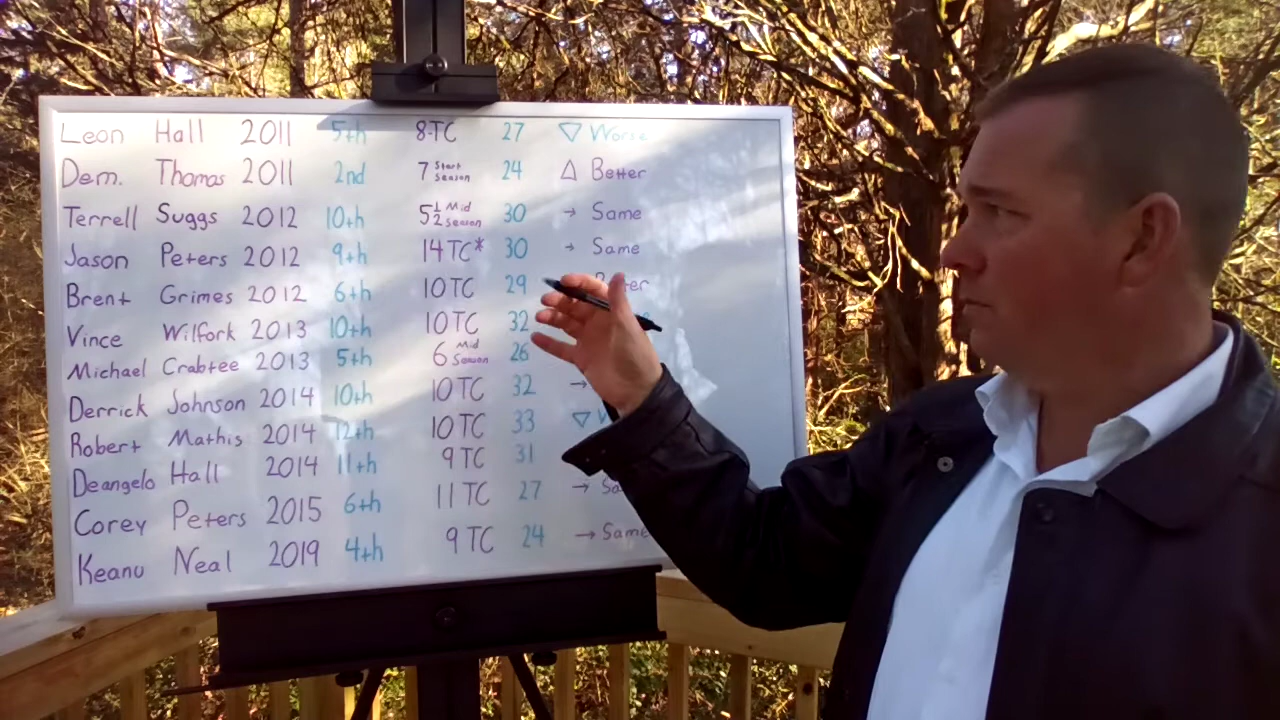 Leon Hall 2011 5th 8-TC 27 ▽ Worse
Dem. Thomas 2011 2nd 7 Start Season 24 △ Better
Terrell Suggs 2012 10th 5 1/2 Mid Season 30 → Same
Jason Peters 2012 9th 14 TC* 30 → Same
Brent Grimes 2012 6th 10 TC 29
Vince Wilfork 2013 10th 10 TC 32
Michael Crabtee 2013 5th 6 Mid Season 26
Derrick Johnson 2014 10th 10 TC 32 →
Robert Mathis 2014 12th 10 TC 33 ▽
Deangelo Hall 2014 11th 9 TC 31
Corey Peters 2015 6th 11 TC 27 →
Keanu Neal 2019 4th 9 TC 24 → Same